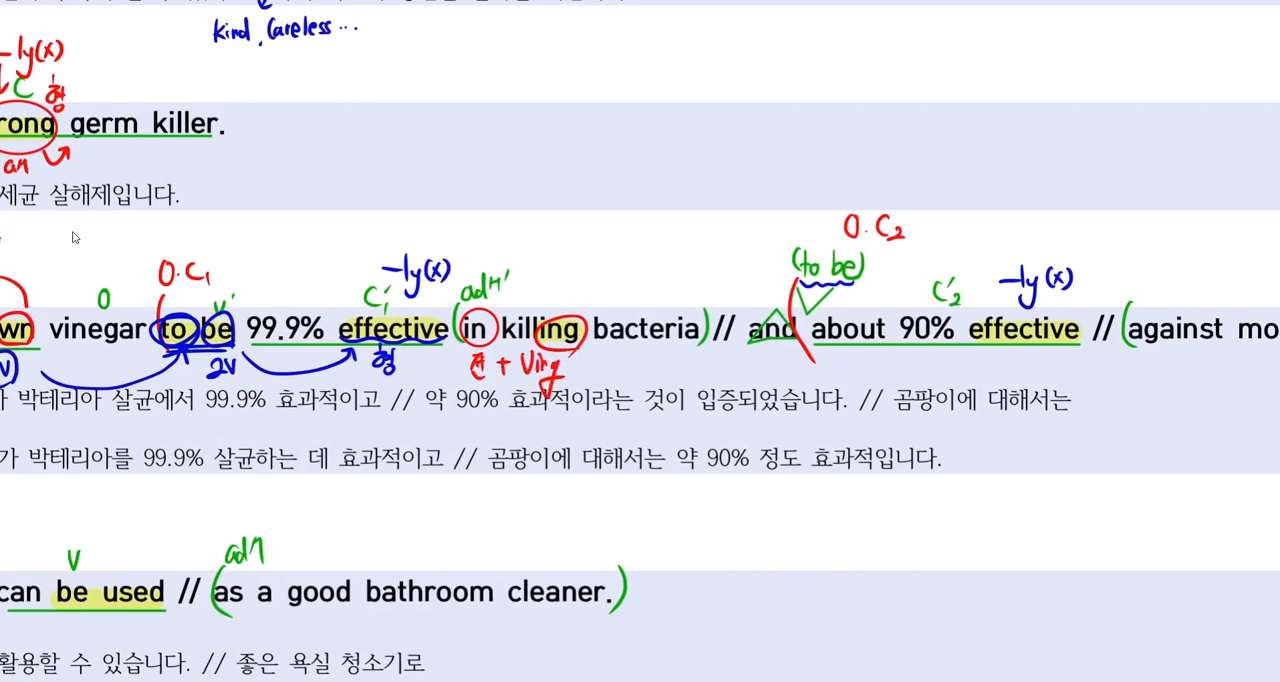 Kind, Careless ...
-ly(x)
C 형
rong germ killer.
an
세균 살해제입니다.
O.C₂
O.C₁ -ly(x) (to be)
O V' C₁' adM' C₂' -ly(x)
wn vinegar to be 99.9% effective (in killing bacteria) // and about 90% effective // (against mo
V 2V 형 전 + Ving
박테리아 살균에서 99.9% 효과적이고 // 약 90% 효과적이라는 것이 입증되었습니다. // 곰팡이에 대해서는
가 박테리아를 99.9% 살균하는 데 효과적이고 // 곰팡이에 대해서는 약 90% 정도 효과적입니다.
V adM
can be used // (as a good bathroom cleaner.)
활용할 수 있습니다. // 좋은 욕실 청소기로